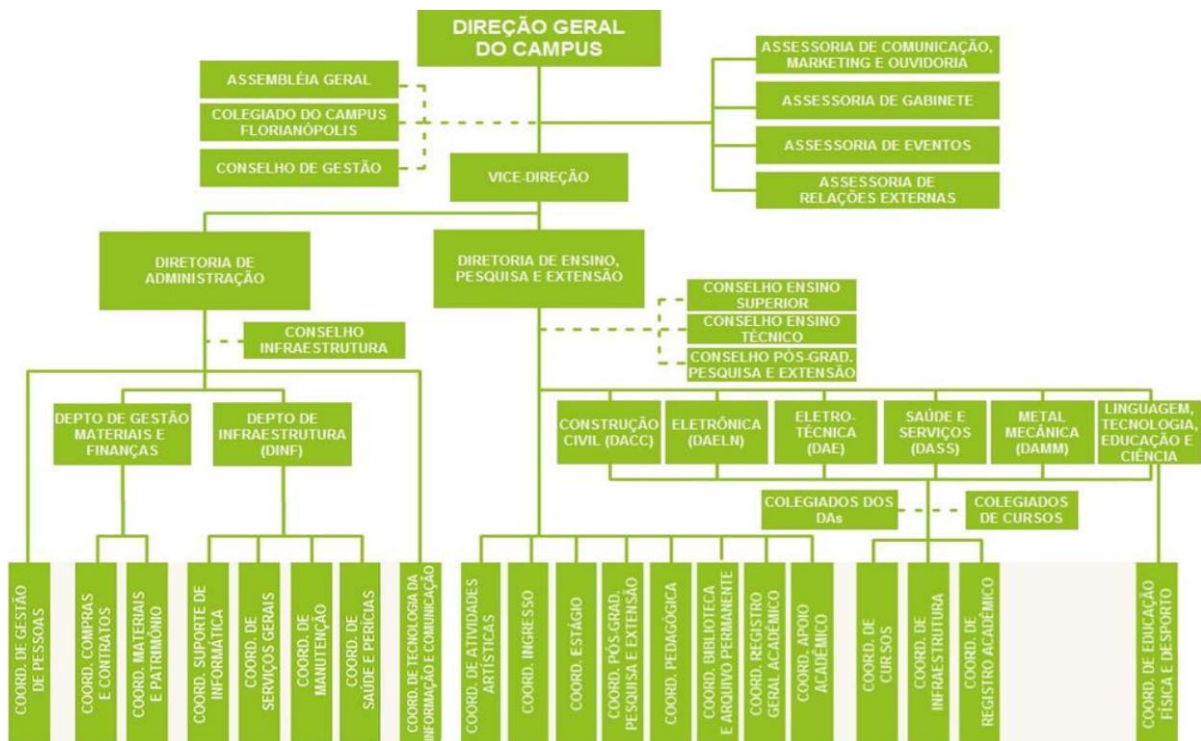 DIREÇÃO GERAL
DO CAMPUS
ASSEMBLÉIA GERAL
COLEGIADO DO CAMPUS
FLORIANÓPOLIS
CONSELHO DE GESTÃO
ASSESSORIA DE COMUNICAÇÃO,
MARKETING E OUVIDORIA
ASSESSORIA DE GABINETE
ASSESSORIA DE EVENTOS
ASSESSORIA DE
RELAÇÕES EXTERNAS
VICE-DIREÇÃO
DIRETORIA DE
ADMINISTRAÇÃO
DIRETORIA DE ENSINO,
PESQUISA E EXTENSÃO
CONSELHO
INFRAESTRUTURA
CONSELHO ENSINO
SUPERIOR
CONSELHO ENSINO
TÉCNICO
CONSELHO PÓS-GRAD.
PESQUISA E EXTENSÃO
DEPTO DE GESTÃO
MATERIAIS E
FINANÇAS
DEPTO DE
INFRAESTRUTURA
(DINF)
CONSTRUÇÃO
CIVIL (DACC)
ELETRÔNICA
(DAELN)
ELETRO-
TÉCNICA
(DAE)
SAÚDE E
SERVIÇOS
(DASS)
METAL
MECÂNICA
(DAMM)
LINGUAGEM,
TECNOLOGIA,
EDUCAÇÃO E
CIÊNCIA
COLEGIADOS DOS
DAs
COLEGIADOS
DE CURSOS
COORD. DE GESTÃO
DE PESSOAS
COORD. COMPRAS
E CONTRATOS
COORD. MATERIAIS
E PATRIMÔNIO
COORD. SUPORTE DE
INFORMÁTICA
COORD. DE
SERVIÇOS GERAIS
COORD. DE
MANUTENÇÃO
COORD. DE
SAÚDE E PERÍCIAS
COORD. DE TECNOLOGIA DA
INFORMAÇÃO E COMUNICAÇÃO
COORD. DE ATIVIDADES
ARTÍSTICAS
COORD. INGRESSO
COORD. ESTÁGIO
COORD. PÓS GRAD.
PESQUISA E EXTENSÃO
COORD. PEDAGÓGICA
COORD. BIBLIOTECA
E ARQUIVO PERMANENTE
COORD. REGISTRO
GERAL ACADÊMICO
COORD. APOIO
ACADÊMICO
COORD. DE
CURSOS
COORD. DE
INFRAESTRUTURA
COORD. DE
REGISTRO ACADÊMICO
COORD. DE EDUCAÇÃO
FÍSICA E DESPORTO